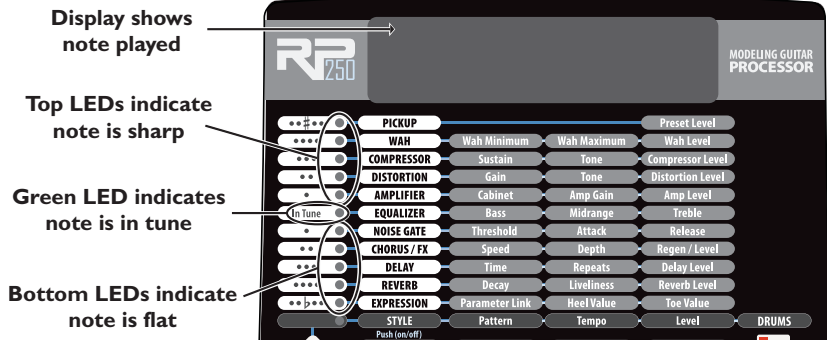 Display shows
note played
RP
250
MODELING GUITAR
PROCESSOR
Top LEDs indicate
note is sharp
Green LED indicates
note is in tune
Bottom LEDs indicate
note is flat
••♯•• PICKUP Preset Level
•••• WAH Wah Minimum Wah Maximum Wah Level
••• COMPRESSOR Sustain Tone Compressor Level
•• DISTORTION Gain Tone Distortion Level
• AMPLIFIER Cabinet Amp Gain Amp Level
In Tune EQUALIZER Bass Midrange Treble
• NOISE GATE Threshold Attack Release
•• CHORUS / FX Speed Depth Regen / Level
••• DELAY Time Repeats Delay Level
•••• REVERB Decay Liveliness Reverb Level
••♭•• EXPRESSION Parameter Link Heel Value Toe Value
STYLE Pattern Tempo Level DRUMS
Push (on/off)